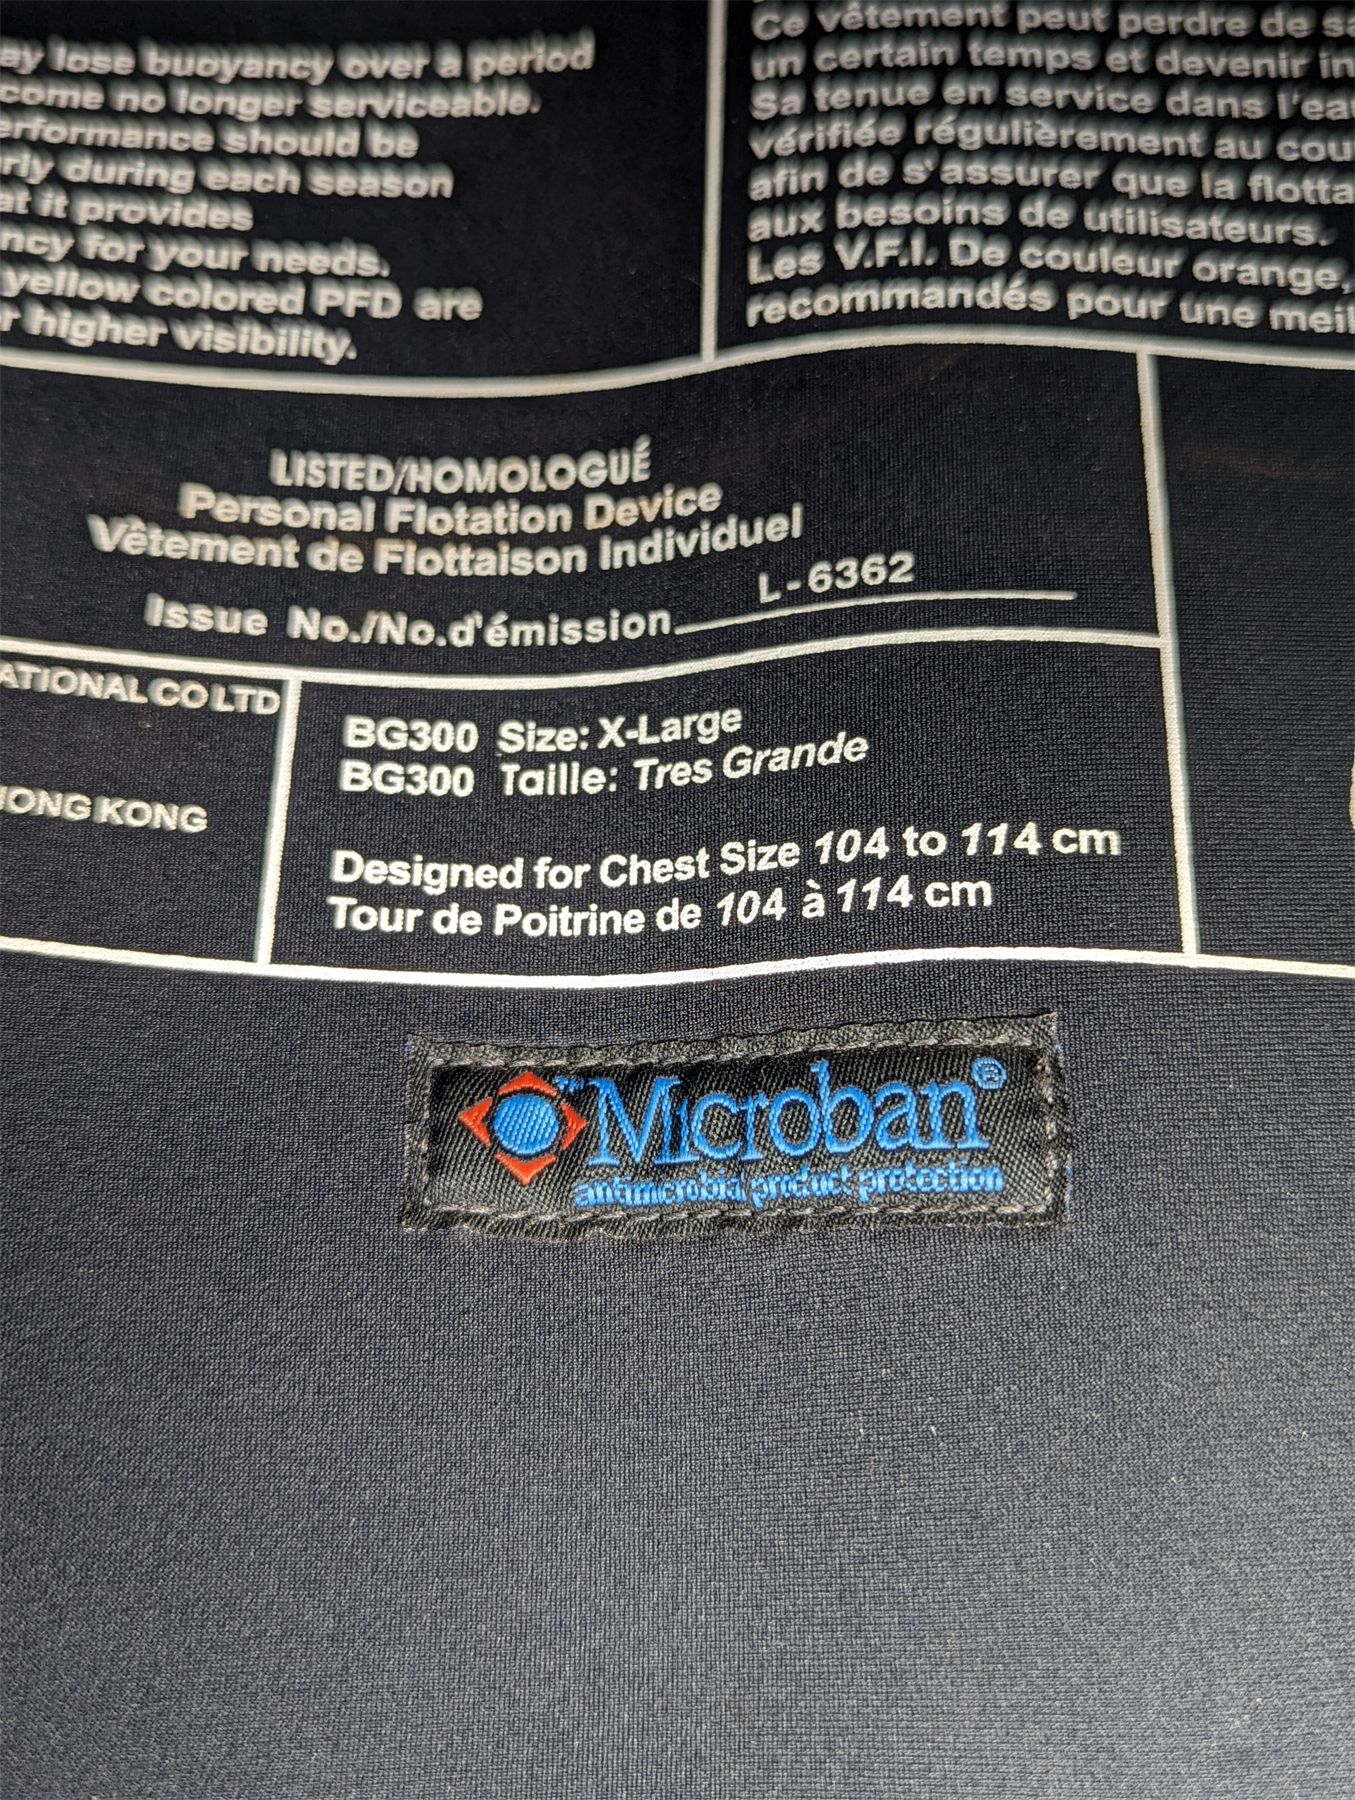 ay lose buoyancy over a period
come no longer serviceable.
erformance should be
rly during each season
at it provides
ncy for your needs.
yellow colored PFD are
r higher visibility.
Ce vêtement peut perdre de sa
un certain temps et devenir in
Sa tenue en service dans l'eau
vérifiée régulièrement au cou
afin de s'assurer que la flotta
aux besoins de utilisateurs.
Les V.F.I. De couleur orange,
recommandés pour une meil
LISTED/HOMOLOGUÉ
Personal Flotation Device
Vêtement de Flottaison Individuel
Issue No./No.d'émission L-6362
ATIONAL CO LTD
HONG KONG
BG300 Size: X-Large
BG300 Taille: Tres Grande
Designed for Chest Size 104 to 114 cm
Tour de Poitrine de 104 à 114 cm
™ Microban®
antimicrobial product protection